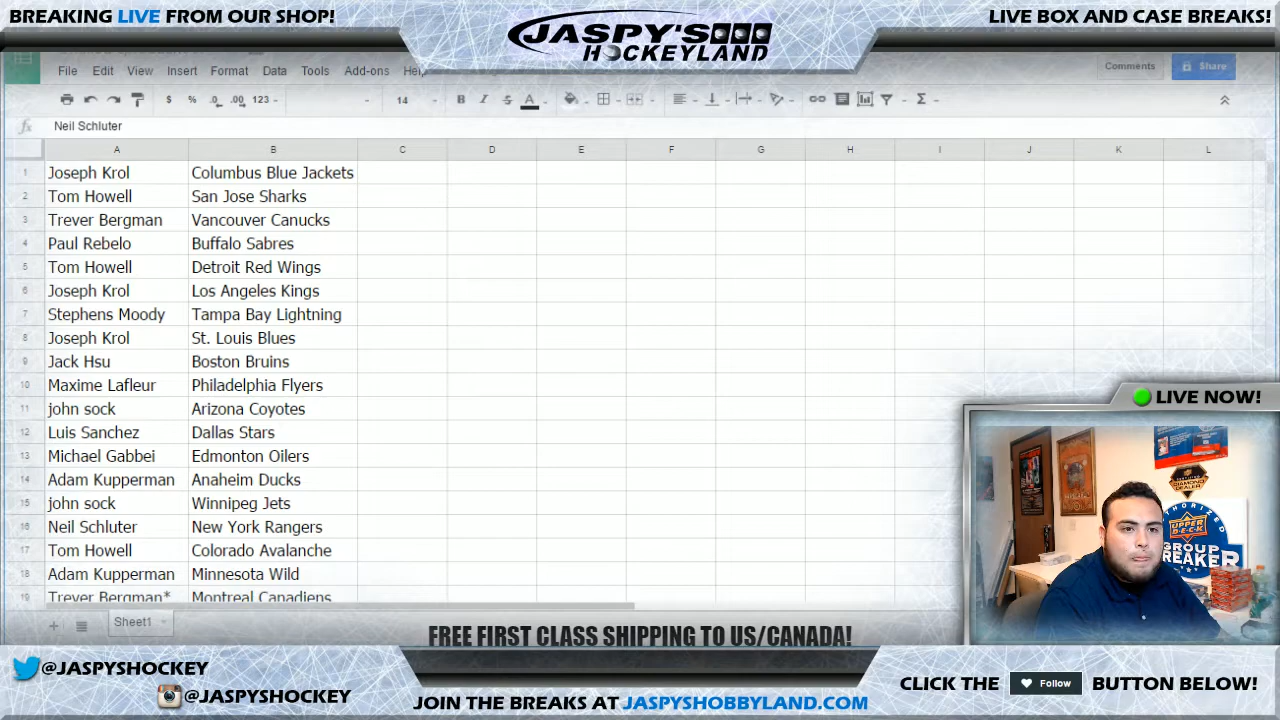 BREAKING LIVE FROM OUR SHOP!
JASPY'S
HOCKEYLAND
LIVE BOX AND CASE BREAKS!
File Edit View Insert Format Data Tools Add-ons Help
Comments Share
$ % .0 .00 123 14 B I S A Σ
fx Neil Schluter
A B C D E F G H I J K L
1 Joseph Krol Columbus Blue Jackets
2 Tom Howell San Jose Sharks
3 Trever Bergman Vancouver Canucks
4 Paul Rebelo Buffalo Sabres
5 Tom Howell Detroit Red Wings
6 Joseph Krol Los Angeles Kings
7 Stephens Moody Tampa Bay Lightning
8 Joseph Krol St. Louis Blues
9 Jack Hsu Boston Bruins
10 Maxime Lafleur Philadelphia Flyers
11 john sock Arizona Coyotes
12 Luis Sanchez Dallas Stars
13 Michael Gabbei Edmonton Oilers
14 Adam Kupperman Anaheim Ducks
15 john sock Winnipeg Jets
16 Neil Schluter New York Rangers
17 Tom Howell Colorado Avalanche
18 Adam Kupperman Minnesota Wild
19 Trever Bergman* Montreal Canadiens
Sheet1
LIVE NOW!
DIAMOND
DEALER
AUTHORIZED
UPPER
DECK
GROUP
BREAKER
FREE FIRST CLASS SHIPPING TO US/CANADA!
@JASPYSHOCKEY
@JASPYSHOCKEY
JOIN THE BREAKS AT JASPYSHOBBYLAND.COM
CLICK THE Follow BUTTON BELOW!